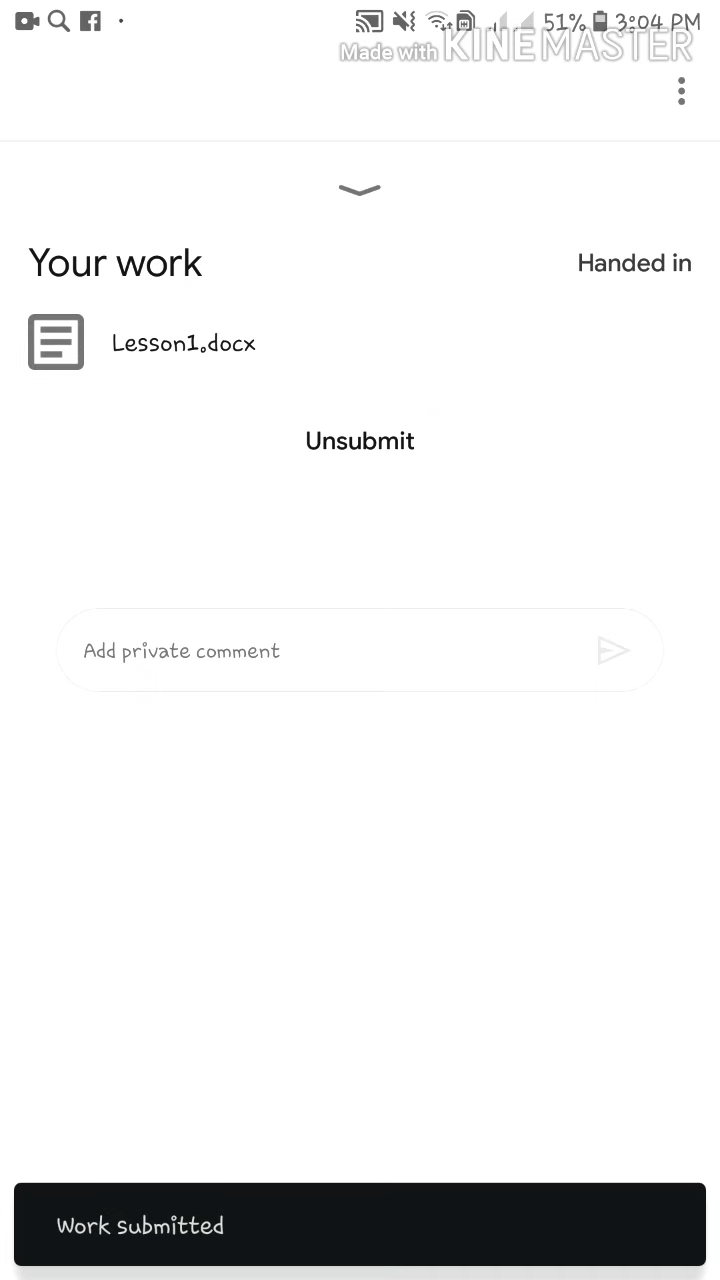 51% 3:04 PM
Made with KINEMASTER
Your work
Handed in
Lesson1.docx
Unsubmit
Add private comment
Work submitted